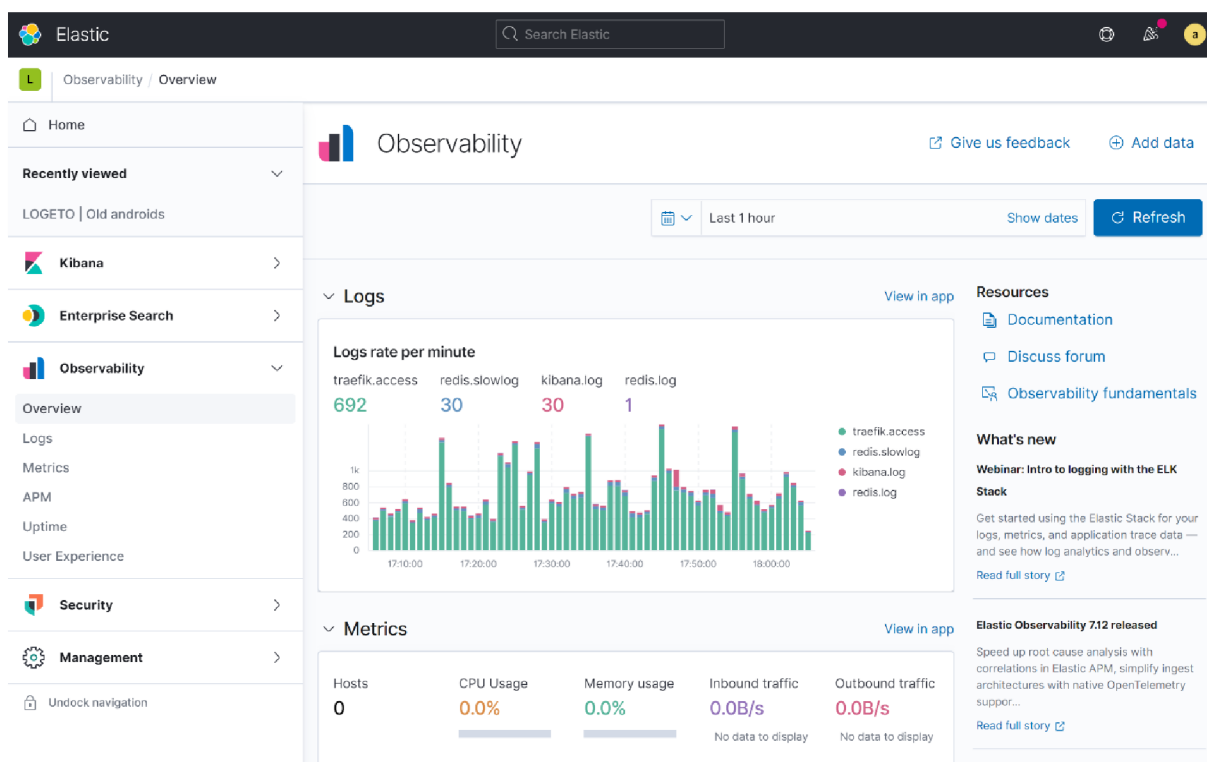 Elastic
Search Elastic
a
L
Observability / Overview
Home
Recently viewed
LOGETO | Old androids
Kibana
Enterprise Search
Observability
Overview
Logs
Metrics
APM
Uptime
User Experience
Security
Management
Undock navigation
Observability
Give us feedback
Add data
Last 1 hour
Show dates
Refresh
Logs
View in app
Logs rate per minute
traefik.access redis.slowlog kibana.log redis.log
692 30 30 1
1k
800
600
400
200
0
17:10:00 17:20:00 17:30:00 17:40:00 17:50:00 18:00:00
traefik.access
redis.slowlog
kibana.log
redis.log
Metrics
View in app
Hosts CPU Usage Memory usage Inbound traffic Outbound traffic
0 0.0% 0.0% 0.0B/s 0.0B/s
No data to display No data to display
Resources
Documentation
Discuss forum
Observability fundamentals
What's new
Webinar: Intro to logging with the ELK
Stack
Get started using the Elastic Stack for your
logs, metrics, and application trace data —
and see how log analytics and observ...
Read full story
Elastic Observability 7.12 released
Speed up root cause analysis with
correlations in Elastic APM, simplify ingest
architectures with native OpenTelemetry
suppor...
Read full story